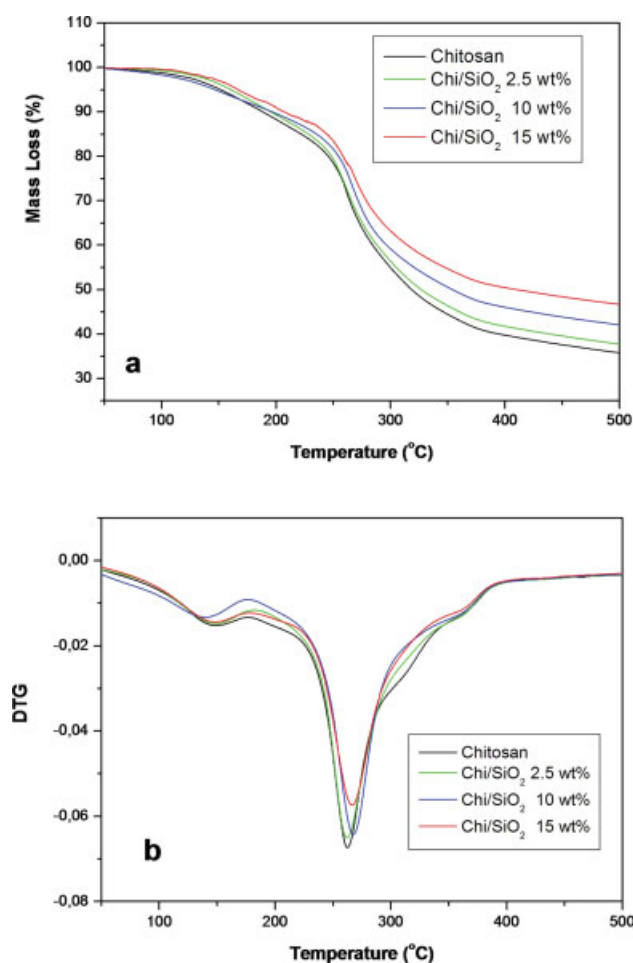 110
100
90
80
70
60
50
40
30
Mass Loss (%)
Chitosan
Chi/SiO₂ 2.5 wt%
Chi/SiO₂ 10 wt%
Chi/SiO₂ 15 wt%
a
100 200 300 400 500
Temperature (°C)
0,00
-0,02
-0,04
-0,06
-0,08
DTG
Chitosan
Chi/SiO₂ 2.5 wt%
Chi/SiO₂ 10 wt%
Chi/SiO₂ 15 wt%
b
100 200 300 400 500
Temperature (°C)